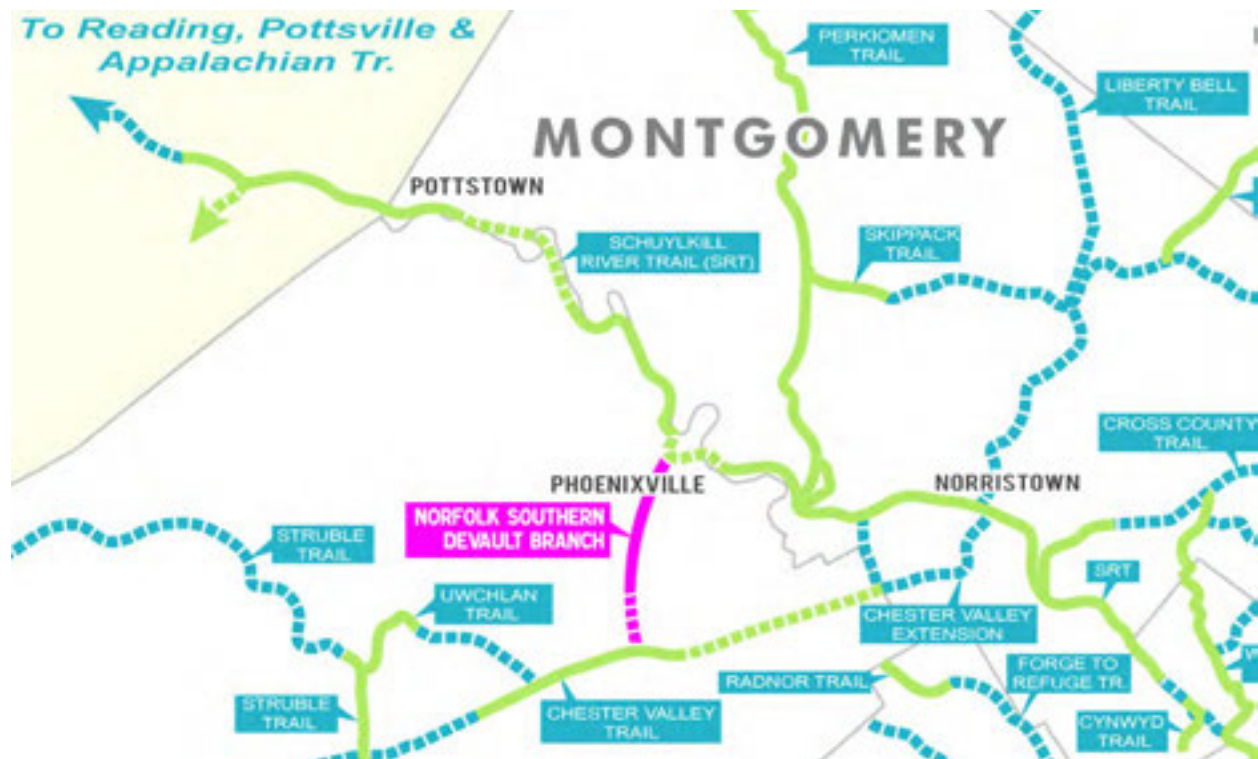 To Reading, Pottsville &
Appalachian Tr.
PERKIOMEN
TRAIL
LIBERTY BELL
TRAIL
MONTGOMERY
POTTSTOWN
SCHUYLKILL
RIVER TRAIL (SRT)
SKIPPACK
TRAIL
CROSS COUNTY
TRAIL
PHOENIXVILLE
NORRISTOWN
NORFOLK SOUTHERN
DEVAULT BRANCH
STRUBLE
TRAIL
UWCHLAN
TRAIL
SRT
CHESTER VALLEY
EXTENSION
RADNOR TRAIL
FORGE TO
REFUGE TR.
STRUBLE
TRAIL
CHESTER VALLEY
TRAIL
CYNWYD
TRAIL